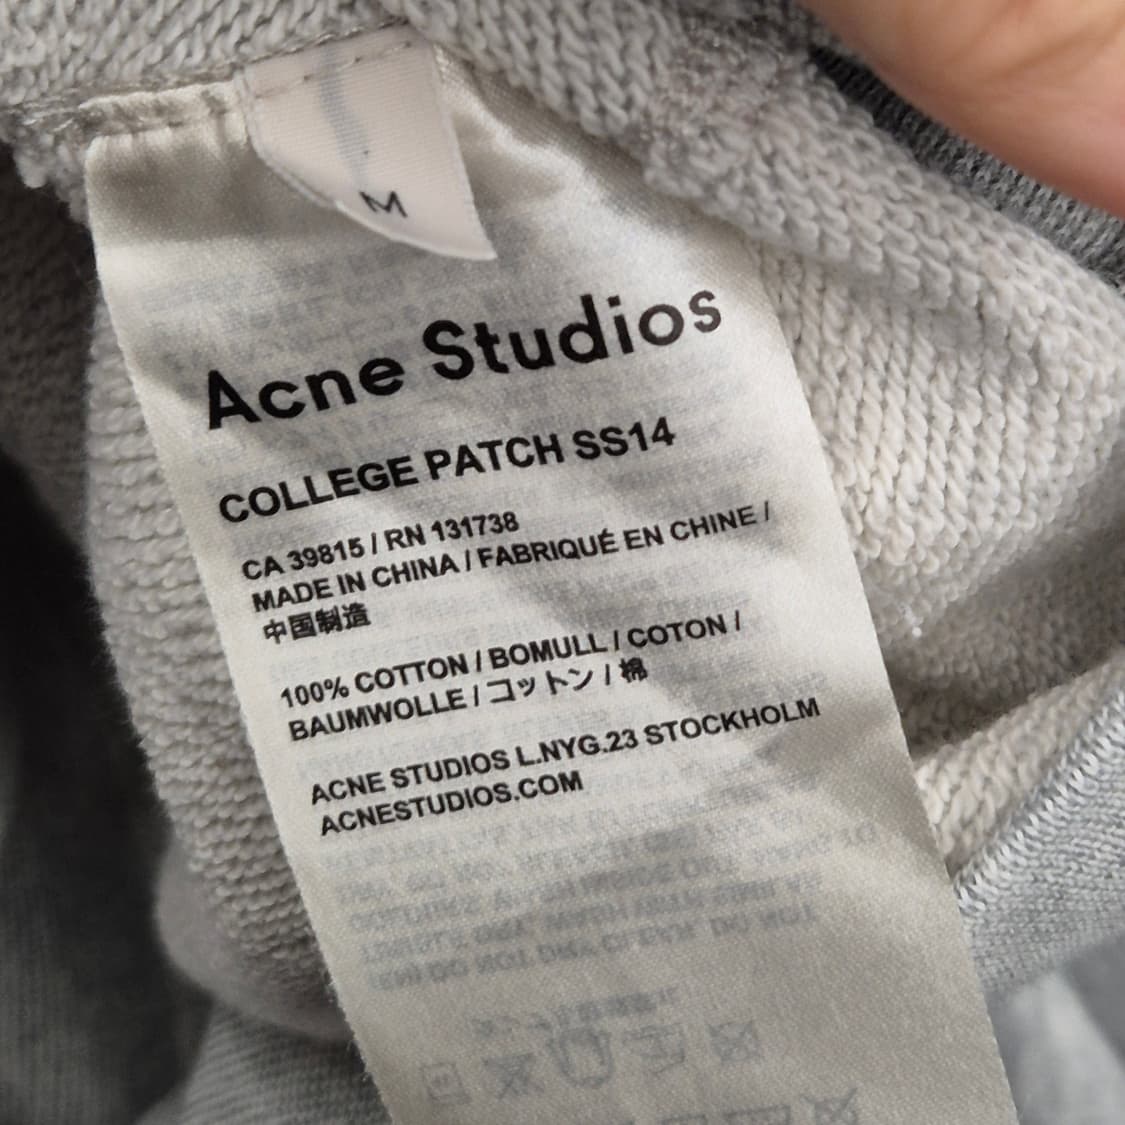 M
Acne Studios
COLLEGE PATCH SS14
CA 39815 / RN 131738
MADE IN CHINA / FABRIQUÉ EN CHINE /
中国制造
100% COTTON / BOMULL / COTON /
BAUMWOLLE / コットン / 棉
ACNE STUDIOS L.NYG.23 STOCKHOLM
ACNESTUDIOS.COM